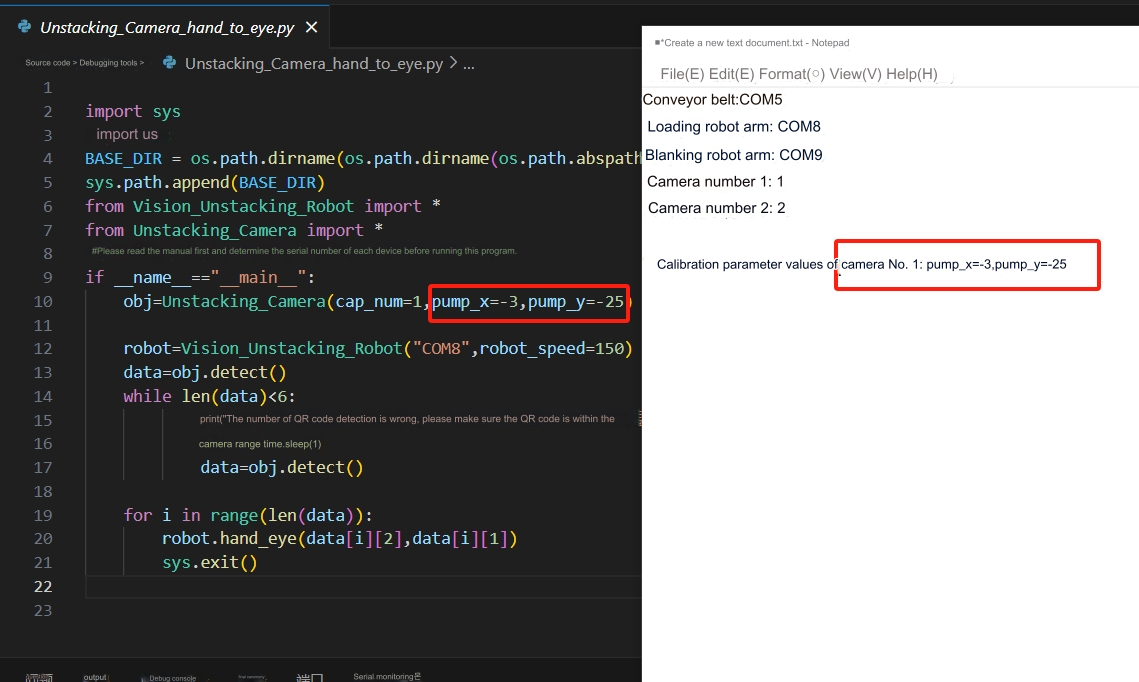 Unstacking_Camera_hand_to_eye.py
Source code > Debugging tools > Unstacking_Camera_hand_to_eye.py > ...
1
2 import sys
3 import us
4 BASE_DIR = os.path.dirname(os.path.dirname(os.path.abspath
5 sys.path.append(BASE_DIR)
6 from Vision_Unstacking_Robot import *
7 from Unstacking_Camera import *
8 #Please read the manual first and determine the serial number of each device before running this program.
9 if __name__=="__main__":
10 obj=Unstacking_Camera(cap_num=1,pump_x=-3,pump_y=-25)
11
12 robot=Vision_Unstacking_Robot("COM8",robot_speed=150)
13 data=obj.detect()
14 while len(data)<6:
15 print("The number of QR code detection is wrong, please make sure the QR code is within the
16 camera range time.sleep(1)
17 data=obj.detect()
18
19 for i in range(len(data)):
20 robot.hand_eye(data[i][2],data[i][1])
21 sys.exit()
22
23
output Debug console 端口 Serial monitoring
*Create a new text document.txt - Notepad
File(E) Edit(E) Format(○) View(V) Help(H)
Conveyor belt:COM5
Loading robot arm: COM8
Blanking robot arm: COM9
Camera number 1: 1
Camera number 2: 2
Calibration parameter values of camera No. 1: pump_x=-3,pump_y=-25